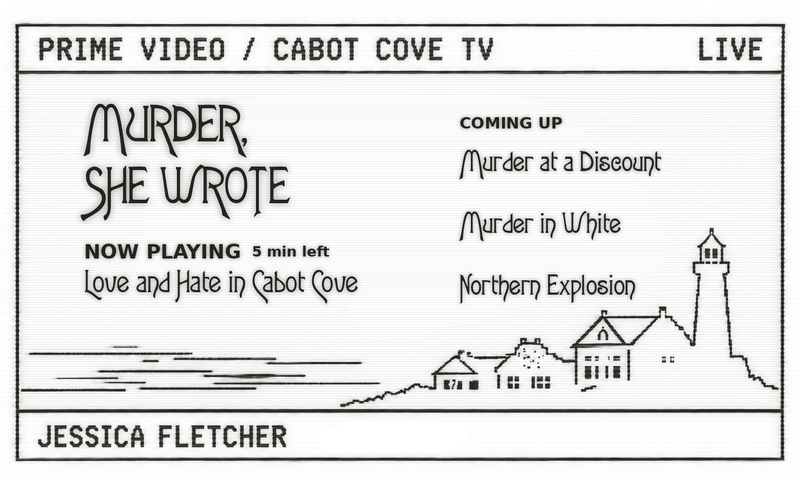 PRIME VIDEO / CABOT COVE TV
LIVE
MURDER,
SHE WROTE
NOW PLAYING 5 min left
Love and Hate in Cabot Cove
COMING UP
Murder at a Discount
Murder in White
Northern Explosion
JESSICA FLETCHER